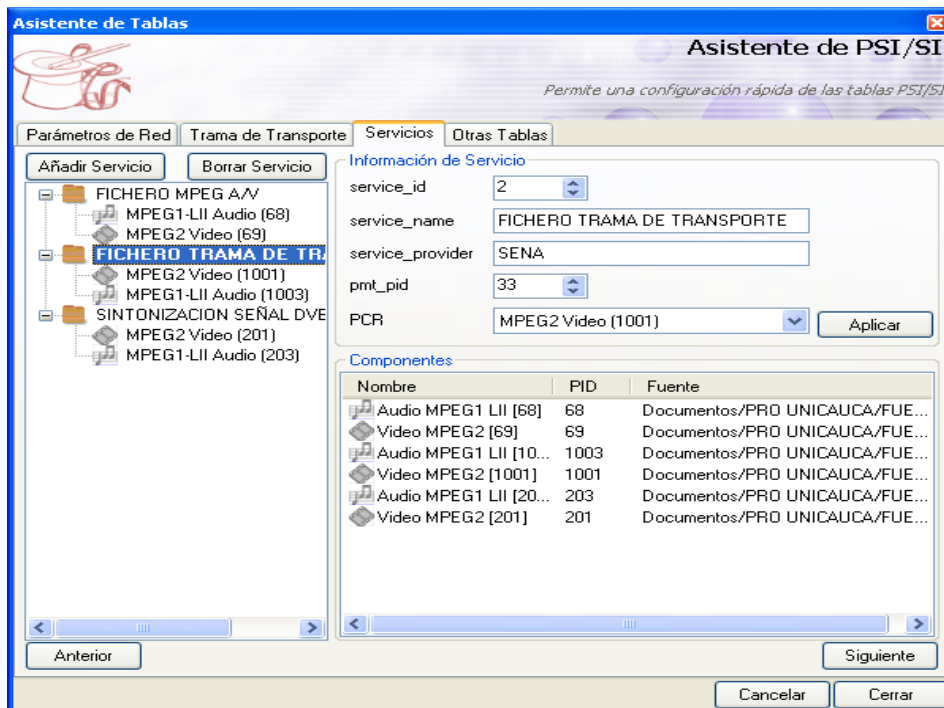 Asistente de Tablas
Asistente de PSI/SI
Permite una configuración rápida de las tablas PSI/SI
Parámetros de Red
Trama de Transporte
Servicios
Otras Tablas
Añadir Servicio
Borrar Servicio
FICHERO MPEG A/V
MPEG1-LII Audio (68)
MPEG2 Video (69)
FICHERO TRAMA DE TRA
MPEG2 Video (1001)
MPEG1-LII Audio (1003)
SINTONIZACION SEÑAL DVE
MPEG2 Video (201)
MPEG1-LII Audio (203)
Información de Servicio
service_id 2
service_name FICHERO TRAMA DE TRANSPORTE
service_provider SENA
pmt_pid 33
PCR MPEG2 Video (1001) Aplicar
Componentes
Nombre PID Fuente
Audio MPEG1 LII [68] 68 Documentos/PRO UNICAUCA/FUE...
Video MPEG2 [69] 69 Documentos/PRO UNICAUCA/FUE...
Audio MPEG1 LII [10... 1003 Documentos/PRO UNICAUCA/FUE...
Video MPEG2 [1001] 1001 Documentos/PRO UNICAUCA/FUE...
Audio MPEG1 LII [20... 203 Documentos/PRO UNICAUCA/FUE...
Video MPEG2 [201] 201 Documentos/PRO UNICAUCA/FUE...
Anterior
Siguiente
Cancelar
Cerrar